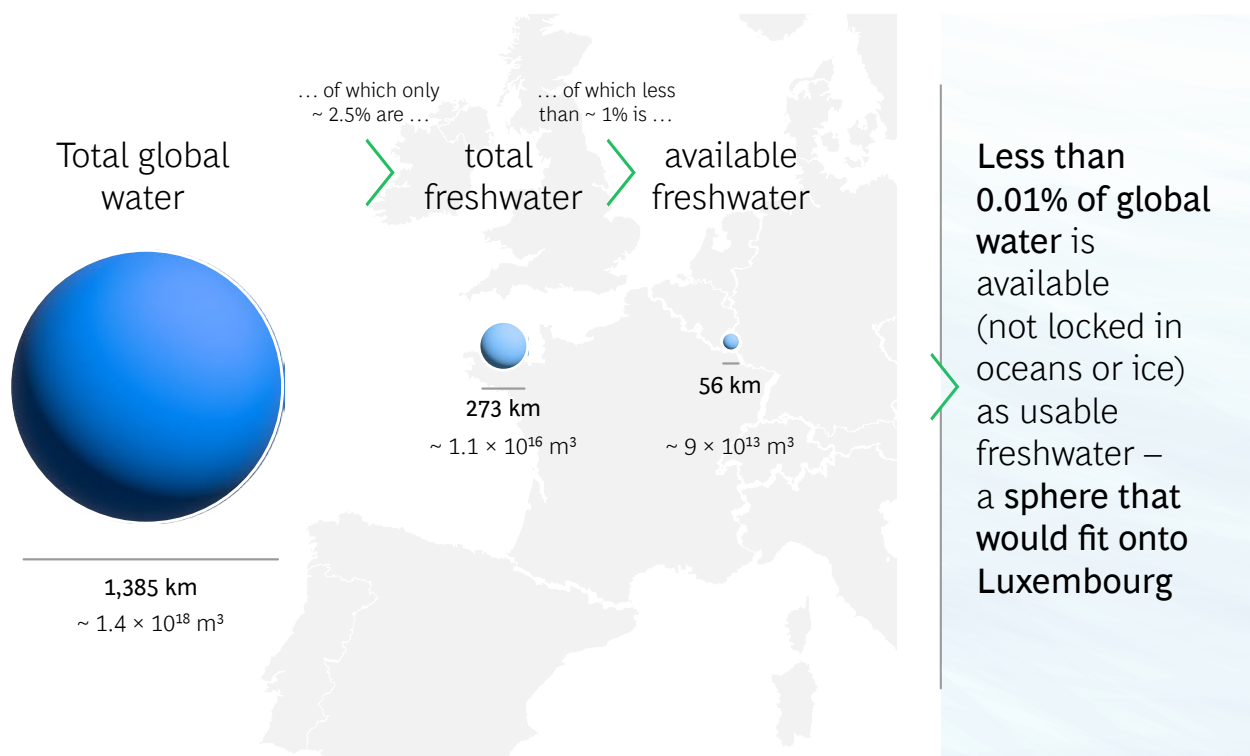 … of which only
~ 2.5% are …
… of which less
than ~ 1% is …
Total global
water
total
freshwater
available
freshwater
1,385 km
~ 1.4 × 10¹⁸ m³
273 km
~ 1.1 × 10¹⁶ m³
56 km
~ 9 × 10¹³ m³
Less than
0.01% of global
water is
available
(not locked in
oceans or ice)
as usable
freshwater –
a sphere that
would fit onto
Luxembourg